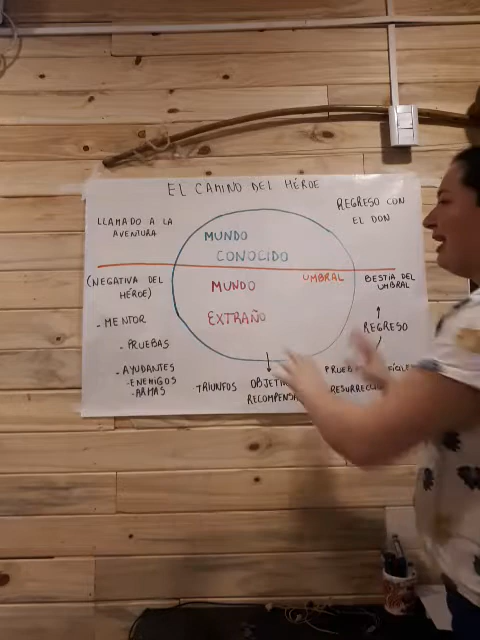 EL CAMINO DEL HÉROE
LLAMADO A LA
AVENTURA
REGRESO CON
EL DON
MUNDO
CONOCIDO
(NEGATIVA DEL
HÉROE)
MUNDO
EXTRAÑO
UMBRAL
BESTIA DEL
UMBRAL
- MENTOR
- PRUEBAS
- AYUDANTES
- ENEMIGOS
- ARMAS
REGRESO
TRIUNFOS
RECOMPENSA